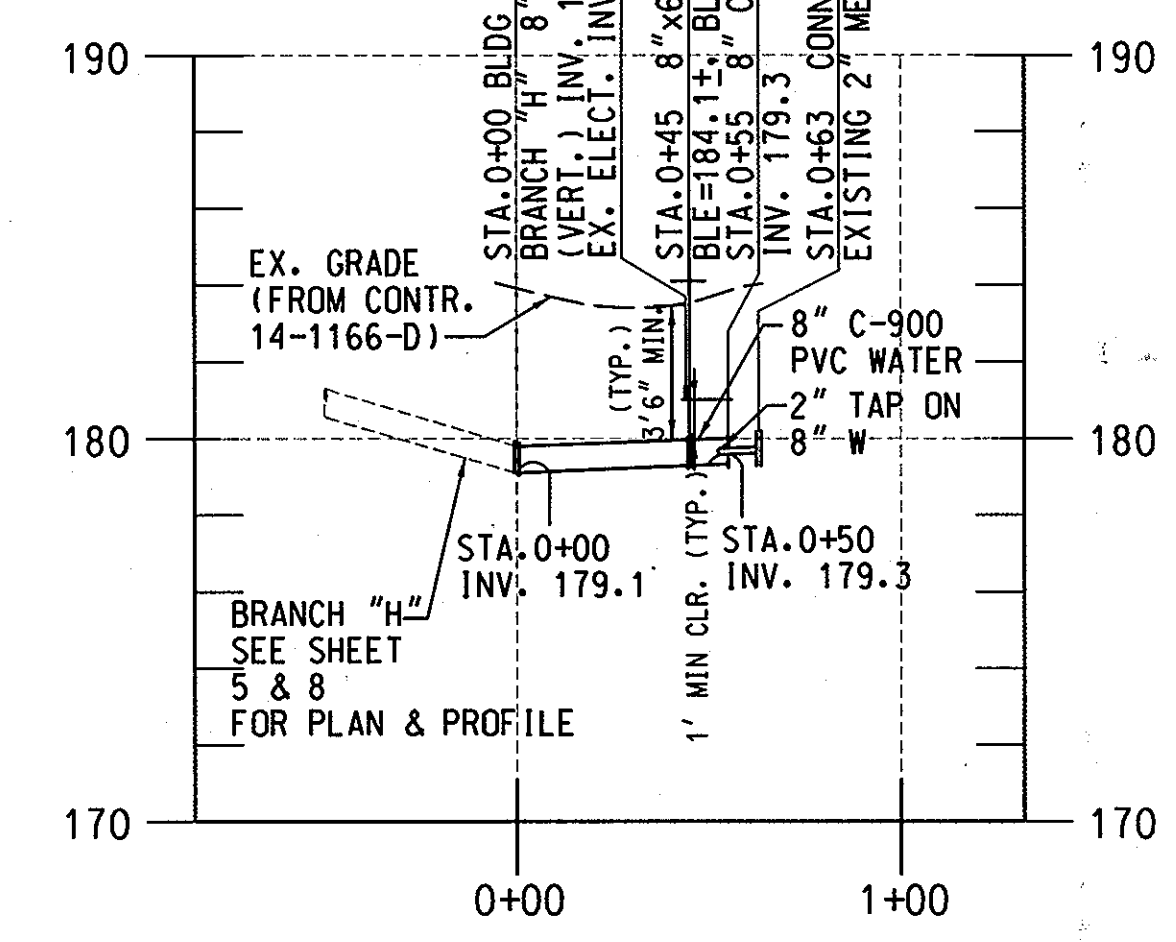 190
190
STA.0+00 BLDG
BRANCH "H" 8"
(VERT.) INV.
EX. ELECT. INV
STA.0+45 8"x6
BLE=184.1±, BL
STA.0+55 8" C
INV. 179.3
STA.0+63 CONN
EXISTING 2" ME
EX. GRADE
(FROM CONTR.
14-1166-D)
(TYP.)
3'6" MIN.
8" C-900
PVC WATER
2" TAP ON
8" W
180
180
1' MIN CLR. (TYP.)
STA.0+00
INV. 179.1
STA.0+50
INV. 179.3
BRANCH "H"
SEE SHEET
5 & 8
FOR PLAN & PROFILE
170
170
0+00
1+00